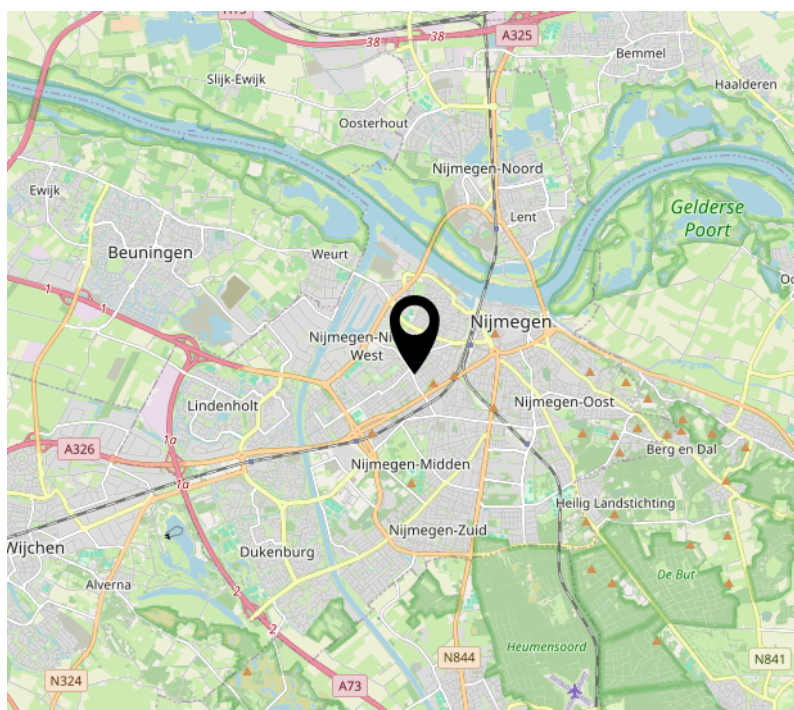 38
38
A325
Bemmel
Slijk-Ewijk
Haalderen
Oosterhout
Nijmegen-Noord
Ewijk
Gelderse
Poort
Lent
Beuningen
Weurt
1
1
Nijmegen
Nijmegen-Ni
West
Lindenholt
Nijmegen-Oost
1a
A326
Berg en Dal
Nijmegen-Midden
1a
Heilig Landstichting
Nijmegen-Zuid
Wijchen
Dukenburg
De But
Alverna
2
2
Heumensoord
N844
N841
N324
A73